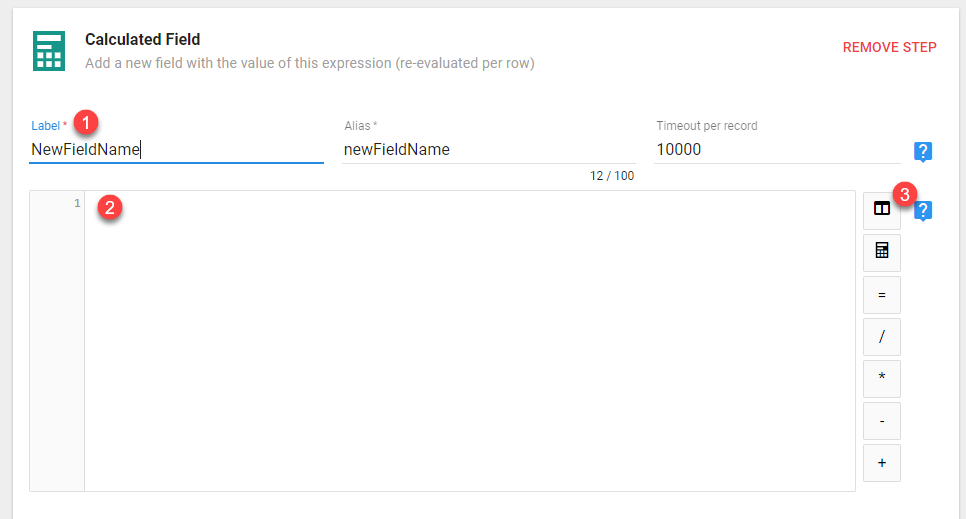 Calculated Field
Add a new field with the value of this expression (re-evaluated per row)
REMOVE STEP
Label * 1
Alias *
Timeout per record
NewFieldName
newFieldName
10000
?
12 / 100
1
2
3
?
=
/
*
-
+